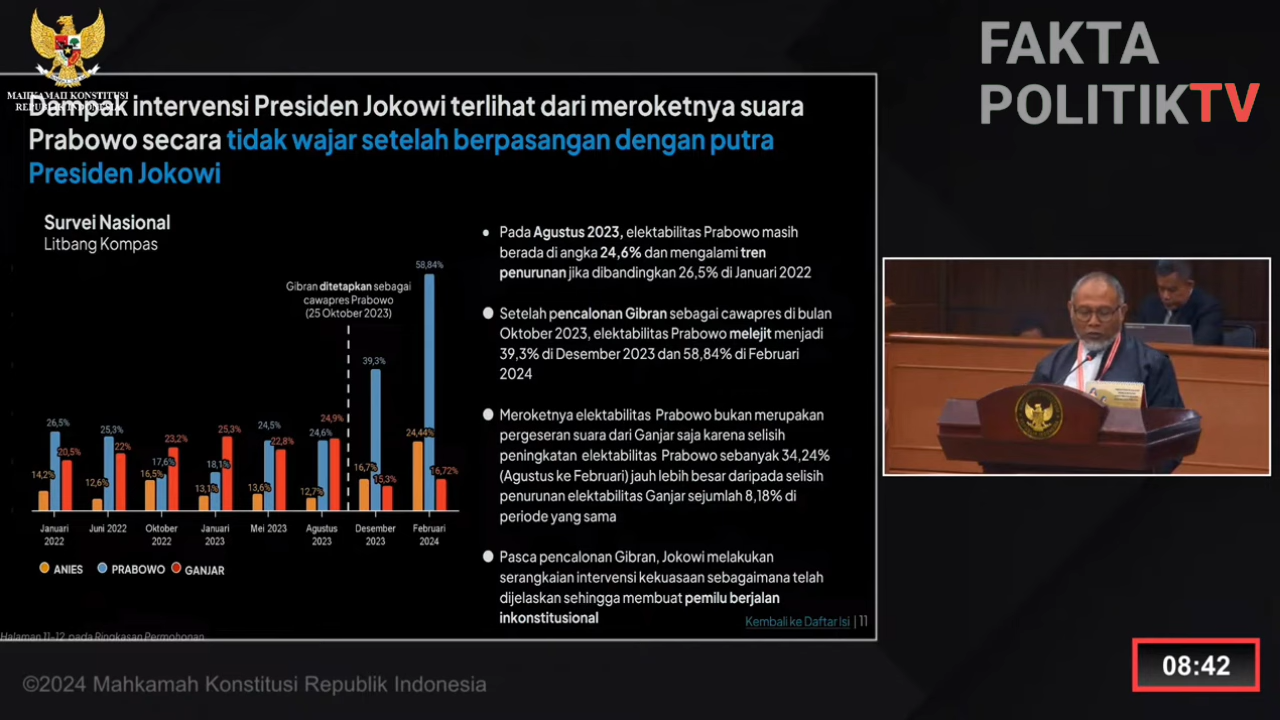 MAHKAMAH KONSTITUSI
REPUBLIK INDONESIA
FAKTA
POLITIKTV
Dampak intervensi Presiden Jokowi terlihat dari meroketnya suara
Prabowo secara tidak wajar setelah berpasangan dengan putra
Presiden Jokowi
Survei Nasional
Litbang Kompas
Gibran ditetapkan sebagai
cawapres Prabowo
(25 Oktober 2023)
14,2% 26,5% 20,5%
12,6% 25,3% 22%
16,5% 17,6% 23,2%
13,1% 18,1% 25,3%
13,6% 24,5% 22,8%
12,7% 24,6% 24,9%
16,7% 39,3% 15,3%
24,44% 58,84% 16,72%
Januari
2022
Juni 2022
Oktober
2022
Januari
2023
Mei 2023
Agustus
2023
Desember
2023
Februari
2024
ANIES PRABOWO GANJAR
Pada Agustus 2023, elektabilitas Prabowo masih
berada di angka 24,6% dan mengalami tren
penurunan jika dibandingkan 26,5% di Januari 2022
Setelah pencalonan Gibran sebagai cawapres di bulan
Oktober 2023, elektabilitas Prabowo melejit menjadi
39,3% di Desember 2023 dan 58,84% di Februari
2024
Meroketnya elektabilitas Prabowo bukan merupakan
pergeseran suara dari Ganjar saja karena selisih
peningkatan elektabilitas Prabowo sebanyak 34,24%
(Agustus ke Februari) jauh lebih besar daripada selisih
penurunan elektabilitas Ganjar sejumlah 8,18% di
periode yang sama
Pasca pencalonan Gibran, Jokowi melakukan
serangkaian intervensi kekuasaan sebagaimana telah
dijelaskan sehingga membuat pemilu berjalan
inkonstitusional
Kembali ke Daftar Isi | 11
Halaman 11-12, pada Ringkasan Permohonan
©2024 Mahkamah Konstitusi Republik Indonesia
08:42